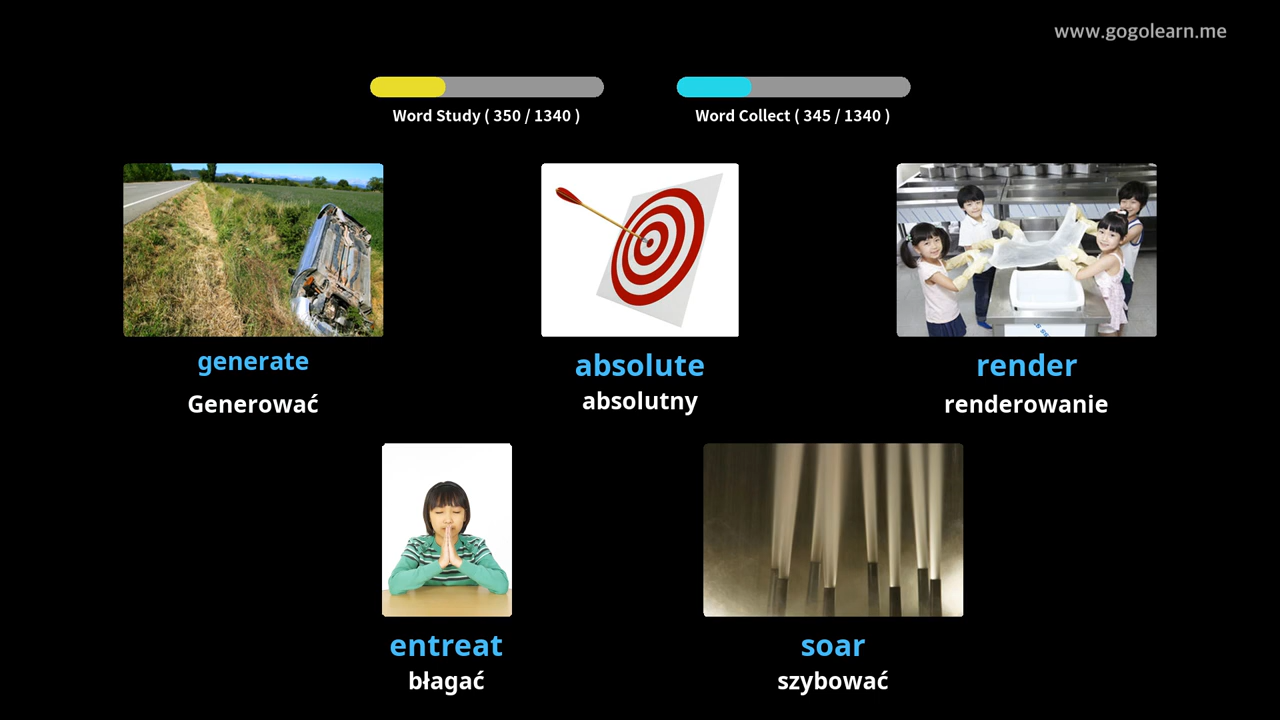 www.gogolearn.me
Word Study ( 350 / 1340 )
Word Collect ( 345 / 1340 )
generate
Generować
absolute
absolutny
render
renderowanie
entreat
błagać
soar
szybować